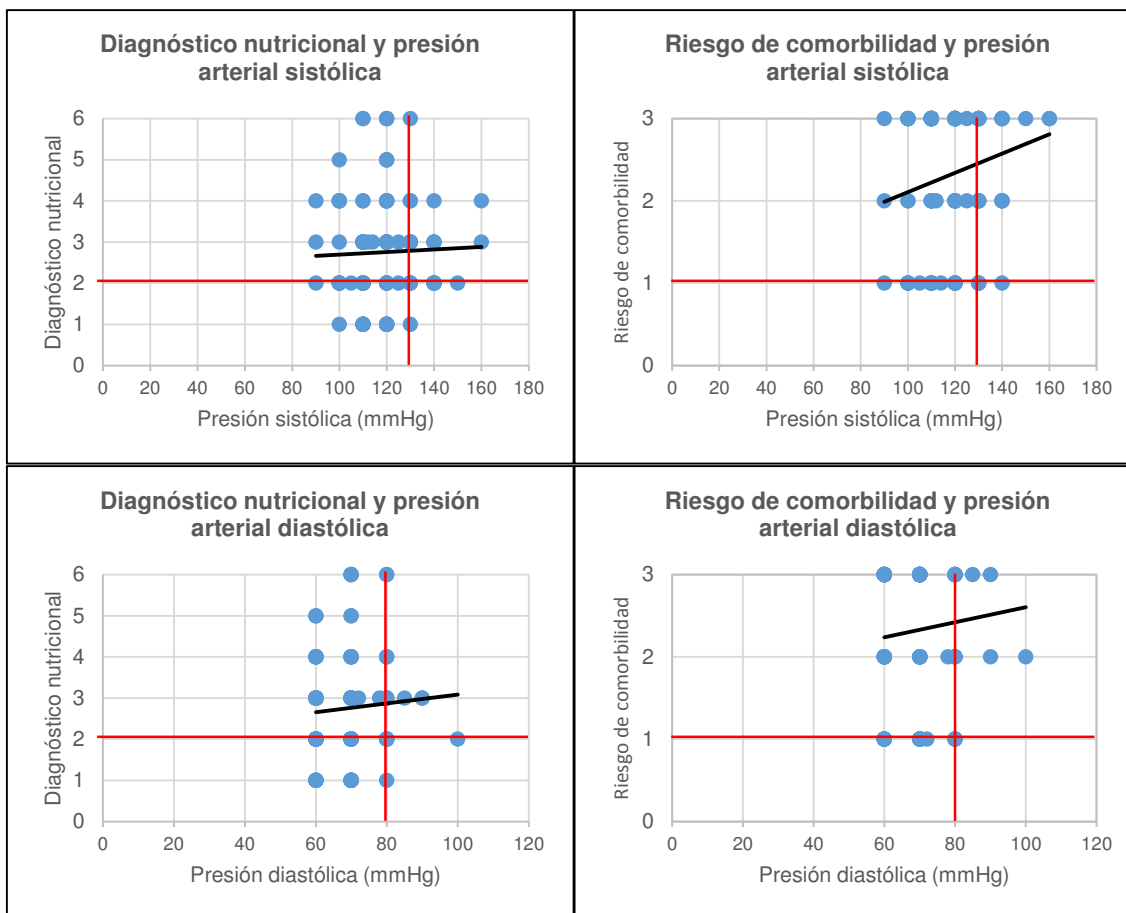 Diagnóstico nutricional y presión
arterial sistólica
Diagnóstico nutricional
6
5
4
3
2
1
0
0 20 40 60 80 100 120 140 160 180
Presión sistólica (mmHg)
Riesgo de comorbilidad y presión
arterial sistólica
Riesgo de comorbilidad
3
2
1
0
0 20 40 60 80 100 120 140 160 180
Presión sistólica (mmHg)
Diagnóstico nutricional y presión
arterial diastólica
Diagnóstico nutricional
6
5
4
3
2
1
0
0 20 40 60 80 100 120
Presión diastólica (mmHg)
Riesgo de comorbilidad y presión
arterial diastólica
Riesgo de comorbilidad
3
2
1
0
0 20 40 60 80 100 120
Presión diastólica (mmHg)